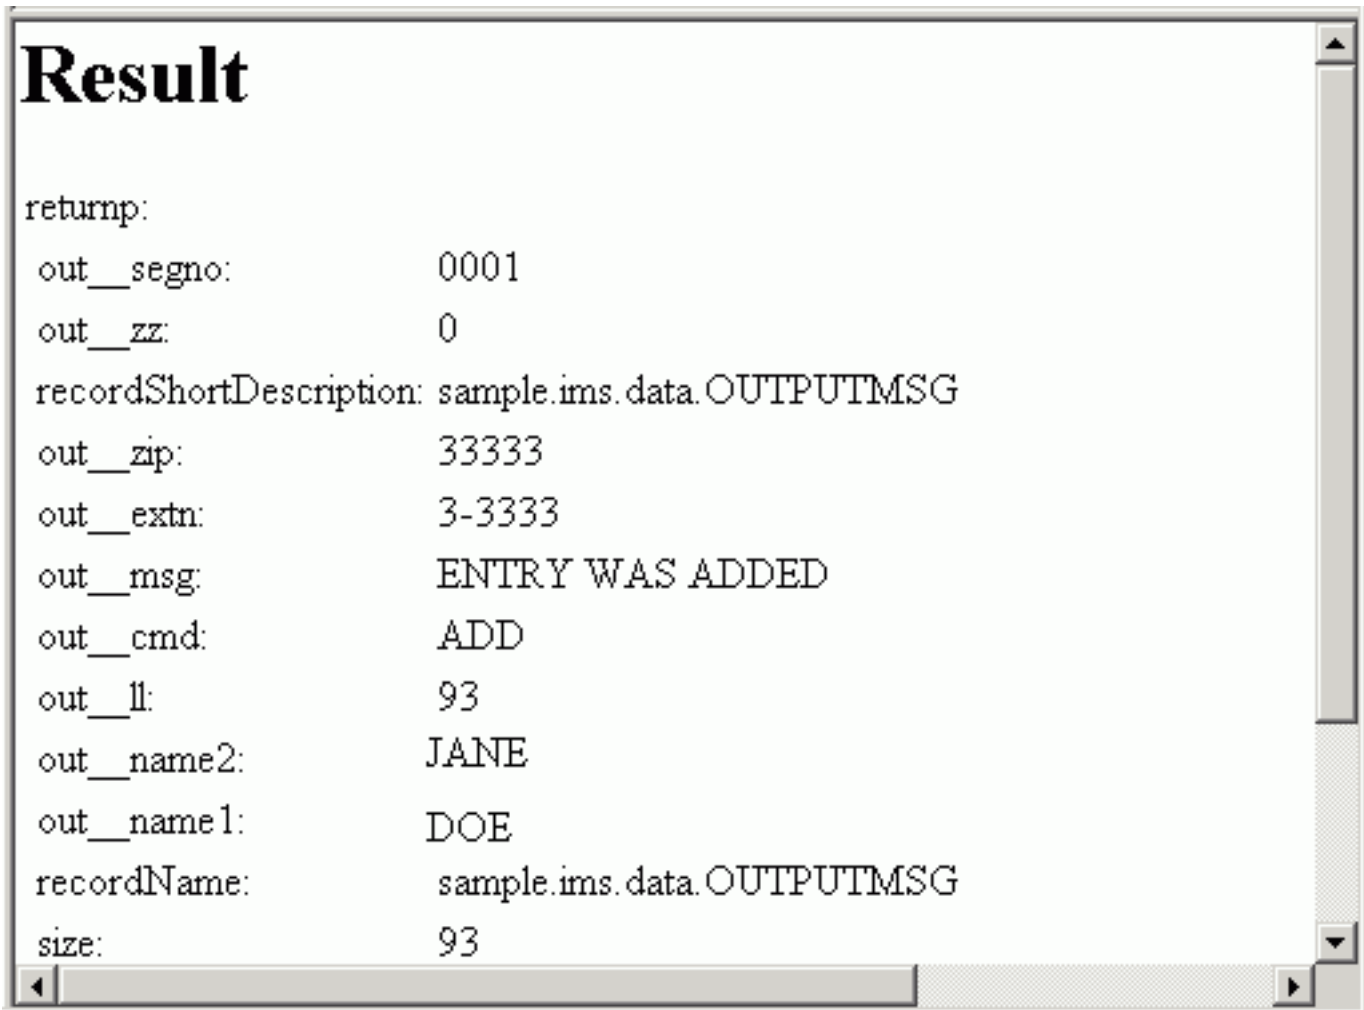 Result
returnp:
out__segno: 0001
out__zz: 0
recordShortDescription: sample.ims.data.OUTPUTMSG
out__zip: 33333
out__extn: 3-3333
out__msg: ENTRY WAS ADDED
out__cmd: ADD
out__ll: 93
out__name2: JANE
out__name1: DOE
recordName: sample.ims.data.OUTPUTMSG
size: 93